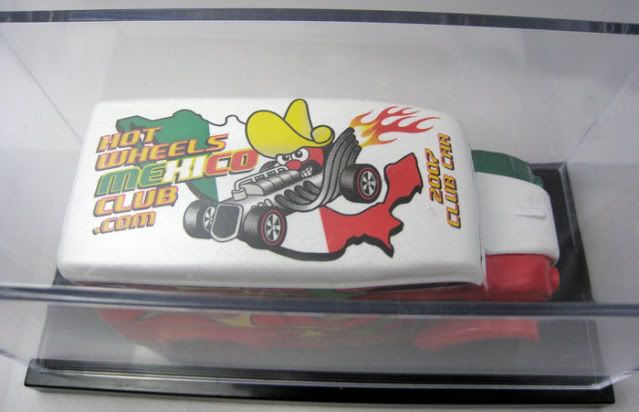 HOT
WHEELS
MEXICO
CLUB
.COM
2007
CLUB CAR